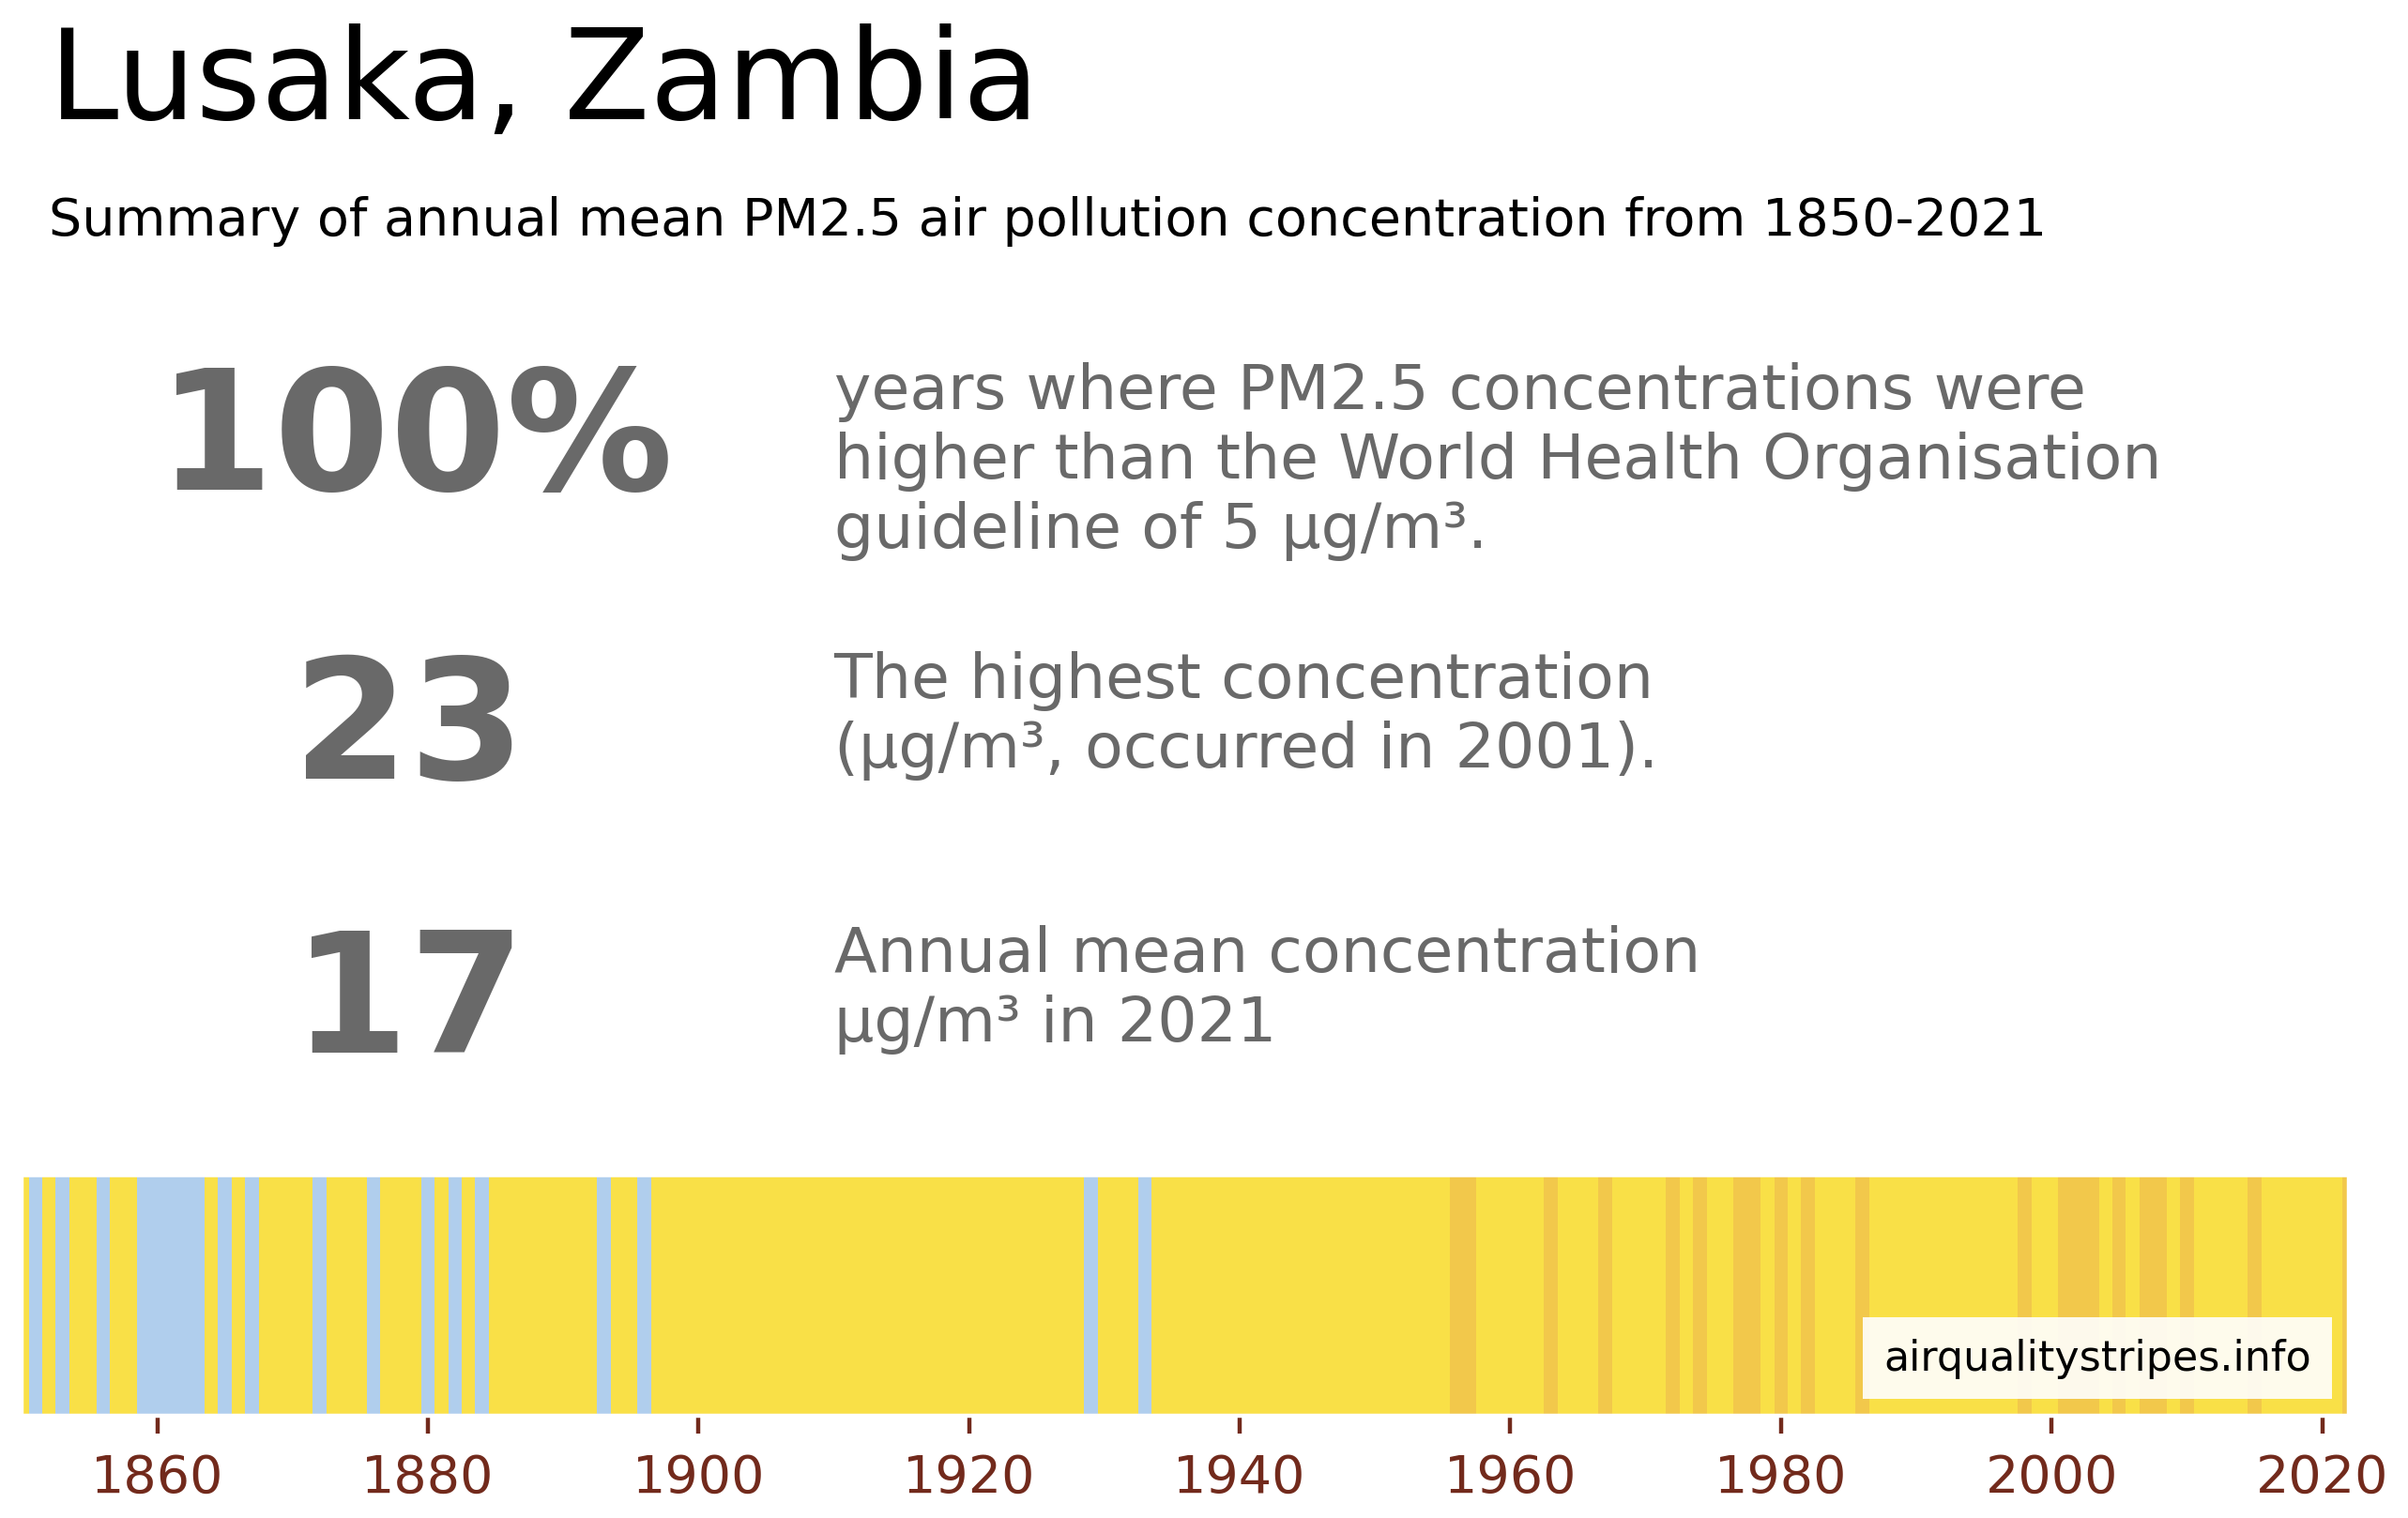 Lusaka, Zambia
Summary of annual mean PM2.5 air pollution concentration from 1850-2021
100%
years where PM2.5 concentrations were
higher than the World Health Organisation
guideline of 5 µg/m³.
23
The highest concentration
(µg/m³, occurred in 2001).
17
Annual mean concentration
µg/m³ in 2021
airqualitystripes.info
1860 1880 1900 1920 1940 1960 1980 2000 2020